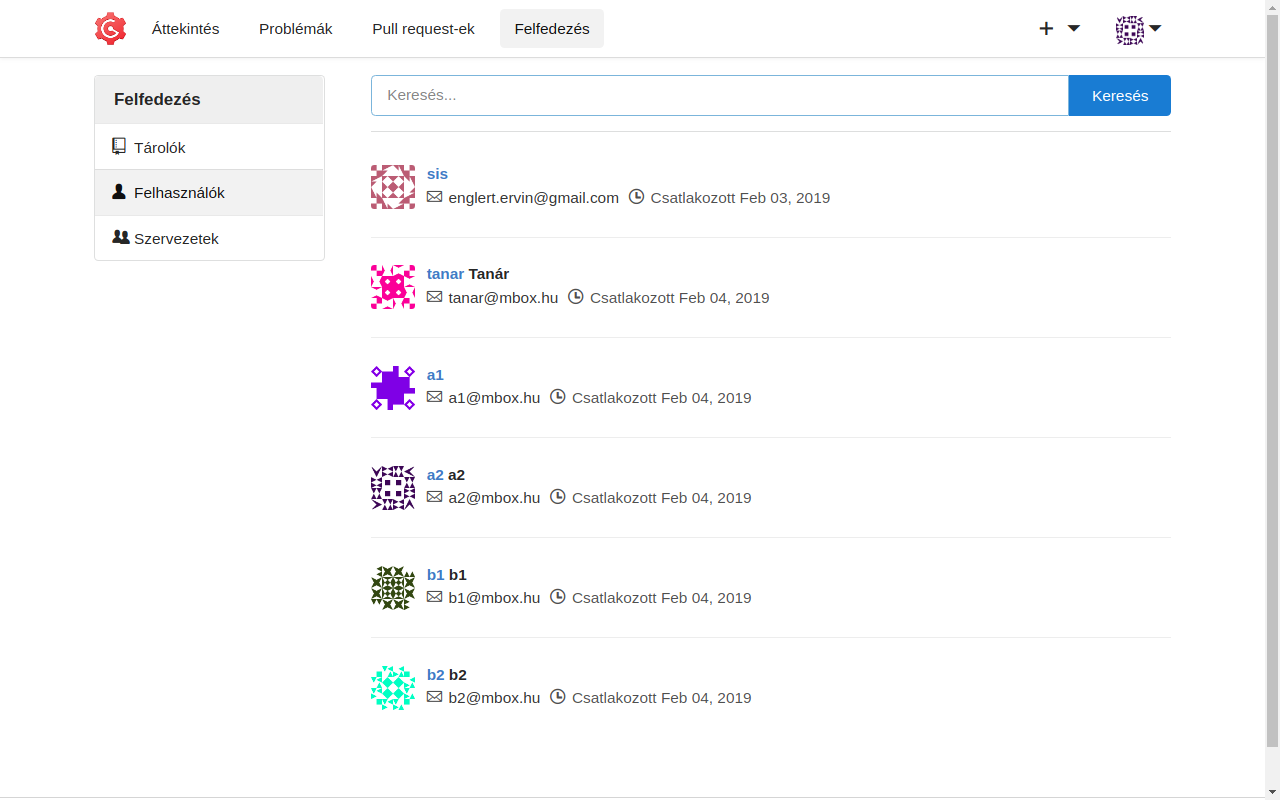 Áttekintés Problémák Pull request-ek Felfedezés
Felfedezés
Tárolók
Felhasználók
Szervezetek
Keresés... Keresés
sis
englert.ervin@gmail.com Csatlakozott Feb 03, 2019
tanar Tanár
tanar@mbox.hu Csatlakozott Feb 04, 2019
a1
a1@mbox.hu Csatlakozott Feb 04, 2019
a2 a2
a2@mbox.hu Csatlakozott Feb 04, 2019
b1 b1
b1@mbox.hu Csatlakozott Feb 04, 2019
b2 b2
b2@mbox.hu Csatlakozott Feb 04, 2019